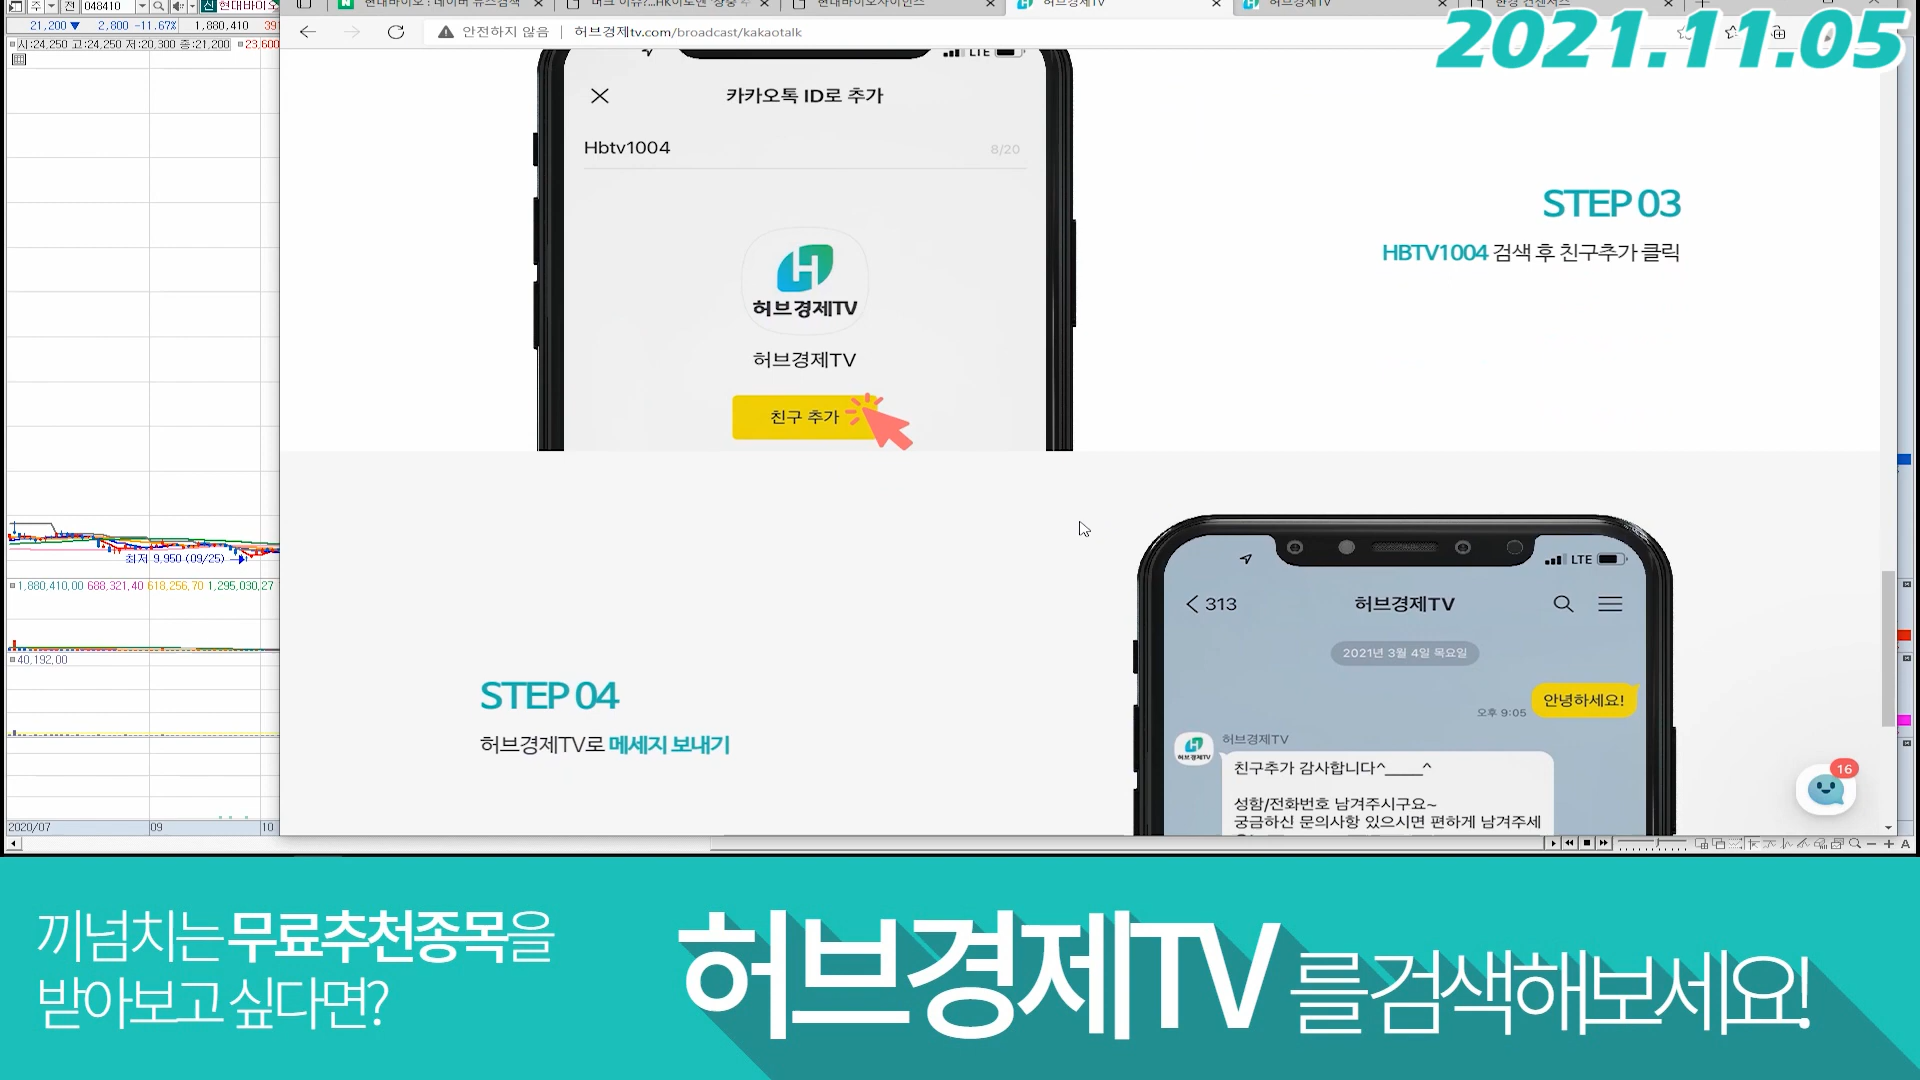 2021.11.05
048410
현대바이오
21,200 ▼ 2,800 -11.67% 1,880,410
시:24,250 고:24,250 저:20,300 종:21,200 23,600
안전하지 않음 | 허브경제tv.com/broadcast/kakaotalk
LTE
카카오톡 ID로 추가
Hbtv1004
8/20
허브경제TV
허브경제TV
친구 추가
STEP 03
HBTV1004 검색 후 친구추가 클릭
최저 9,950 (09/25)
1,880,410,00 688,321,40 618,256,70 1,295,030,27
40,192,00
2020/07 09 10
STEP 04
허브경제TV로 메세지 보내기
LTE
313
허브경제TV
2021년 3월 4일 목요일
안녕하세요!
오후 9:05
허브경제TV
친구추가 감사합니다^____^
성함/전화번호 남겨주시구요~
궁금하신 문의사항 있으시면 편하게 남겨주세
16
끼넘치는 무료추천종목을
받아보고 싶다면?
허브경제TV를 검색해보세요!